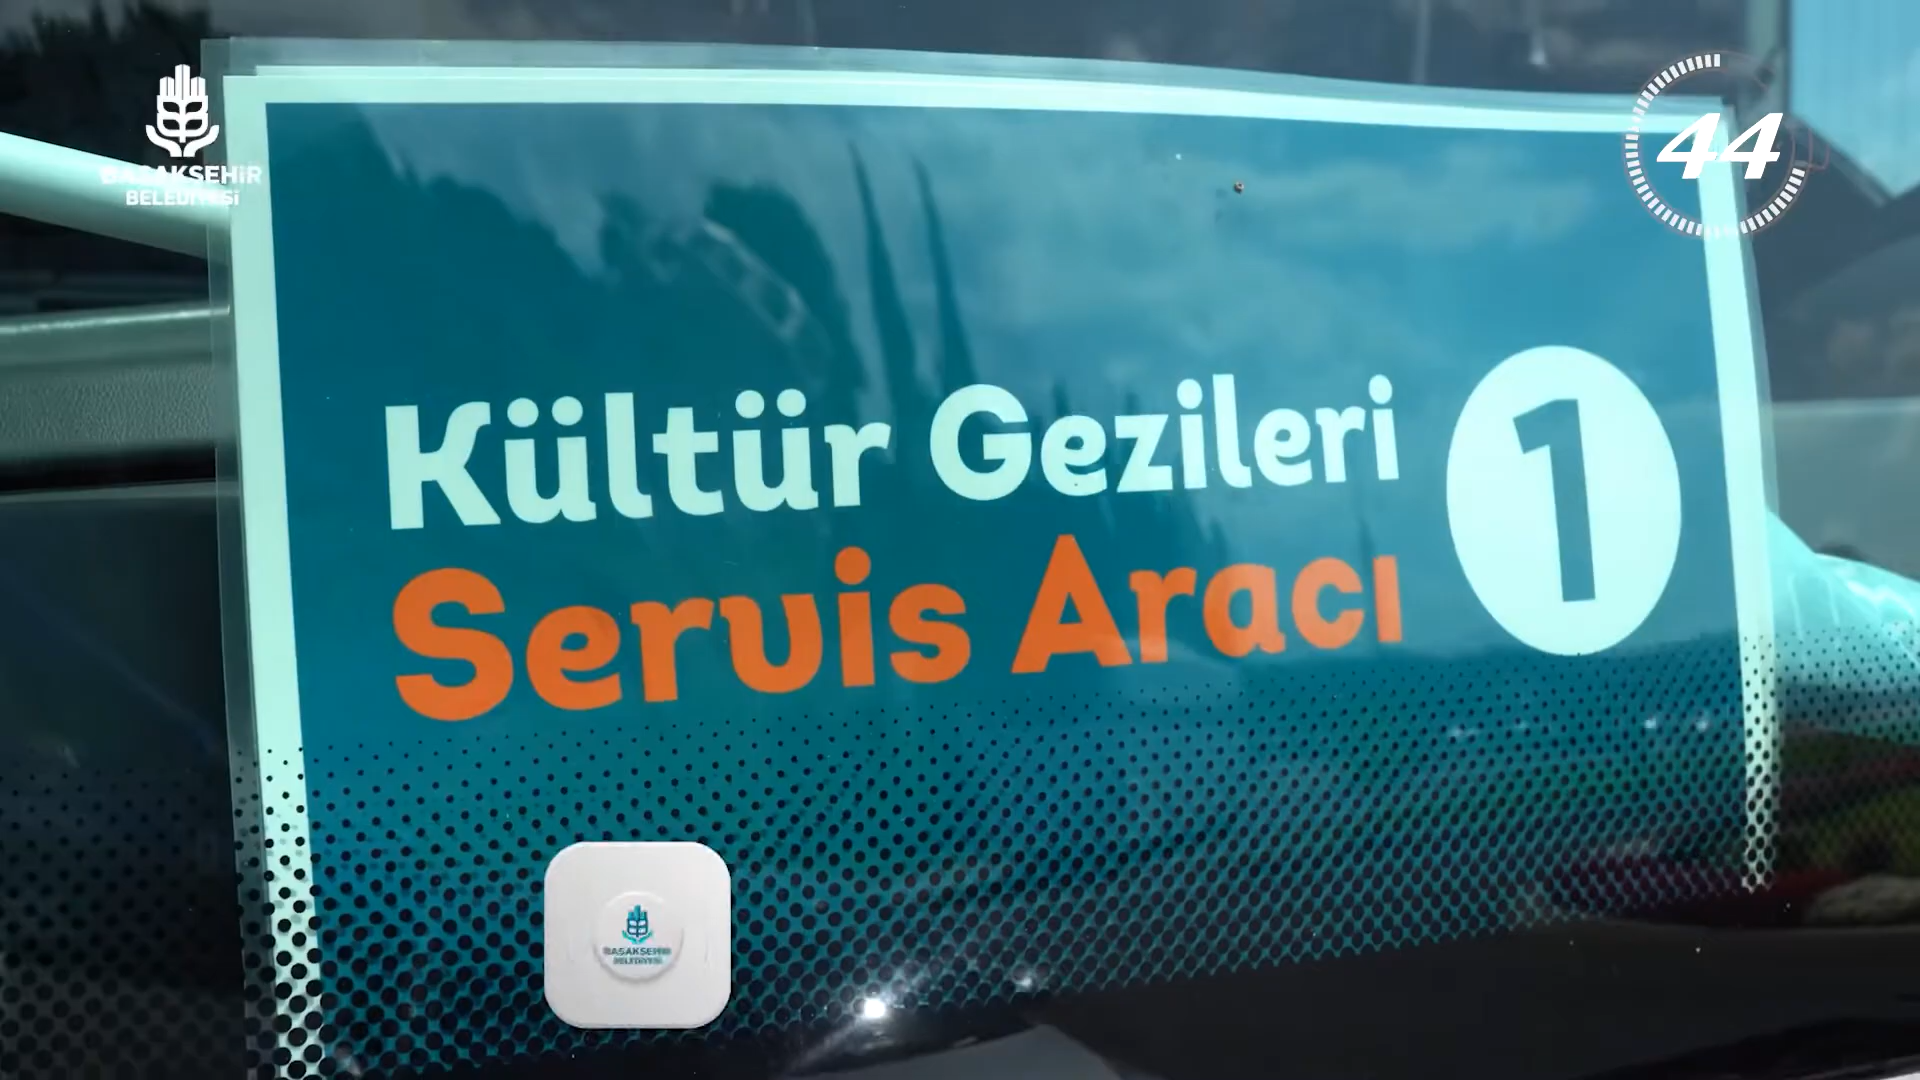 BAŞAKŞEHİR
BELEDİYESİ
44
Kültür Gezileri
Servis Aracı
1
BAŞAKŞEHİR
BELEDİYESİ